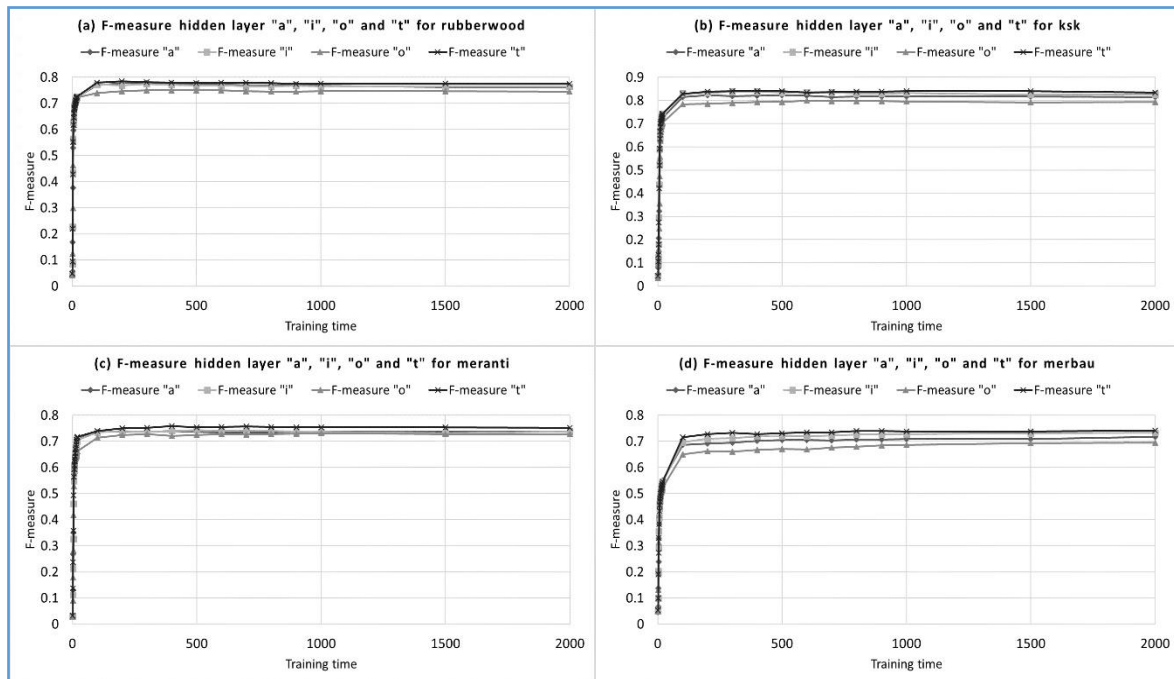 (a) F-measure hidden layer "a", "i", "o" and "t" for rubberwood
F-measure "a" F-measure "i" F-measure "o" F-measure "t"
0.8
0.7
0.6
0.5
0.4
0.3
0.2
0.1
0
F-measure
0 500 1000 1500 2000
Training time
(b) F-measure hidden layer "a", "i", "o" and "t" for ksk
F-measure "a" F-measure "i" F-measure "o" F-measure "t"
0.9
0.8
0.7
0.6
0.5
0.4
0.3
0.2
0.1
0
F-measure
0 500 1000 1500 2000
Training time
(c) F-measure hidden layer "a", "i", "o" and "t" for meranti
F-measure "a" F-measure "i" F-measure "o" F-measure "t"
0.8
0.7
0.6
0.5
0.4
0.3
0.2
0.1
0
F-measure
0 500 1000 1500 2000
Training time
(d) F-measure hidden layer "a", "i", "o" and "t" for merbau
F-measure "a" F-measure "i" F-measure "o" F-measure "t"
0.8
0.7
0.6
0.5
0.4
0.3
0.2
0.1
0
F-measure
0 500 1000 1500 2000
Training time